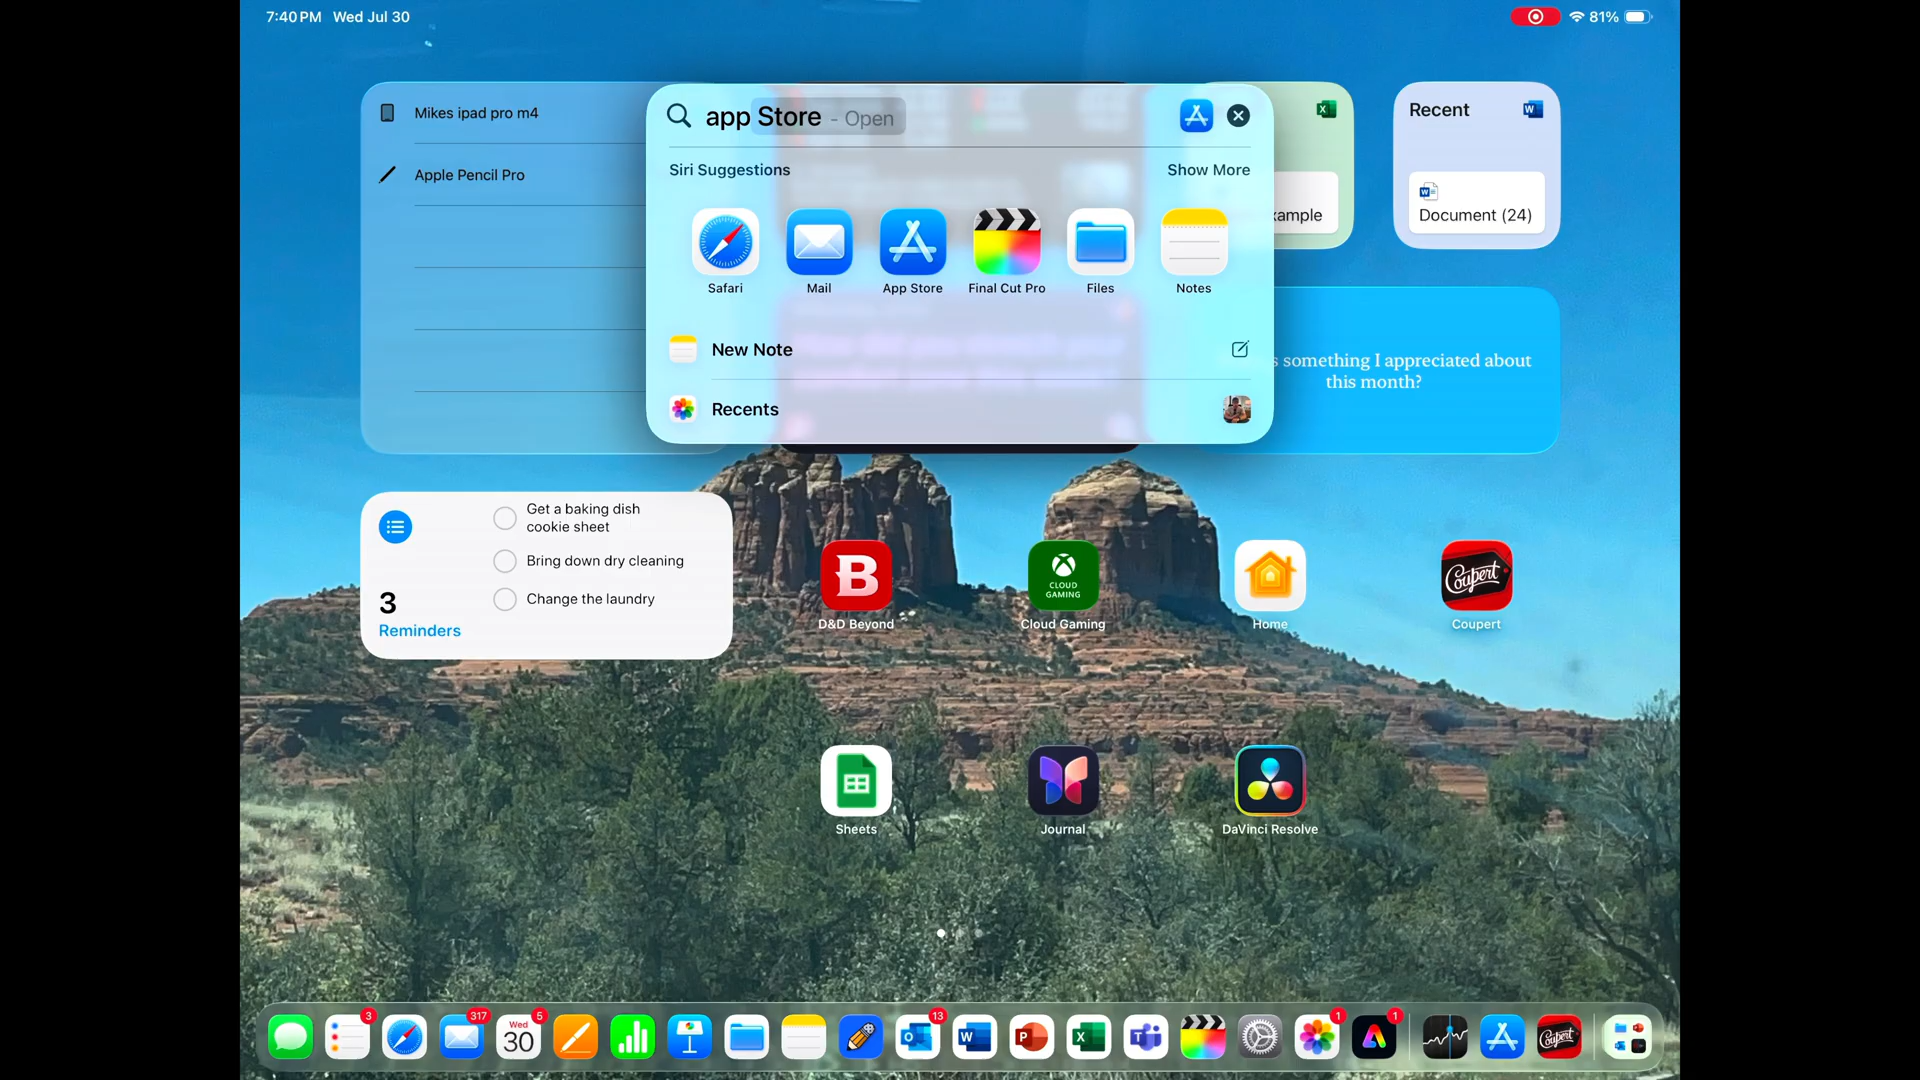 7:40 PM Wed Jul 30
81%
Mikes ipad pro m4
Apple Pencil Pro
app Store - Open
Siri Suggestions
Show More
Safari
Mail
App Store
Final Cut Pro
Files
Notes
New Note
Recents
xample
Recent
Document (24)
s something I appreciated about
this month?
Get a baking dish
cookie sheet
Bring down dry cleaning
Change the laundry
3
Reminders
B
D&D Beyond
CLOUD
GAMING
Cloud Gaming
Home
Coupert
Coupert
Sheets
Journal
DaVinci Resolve
3
317
5
Wed
30
13
1
1
Coupert